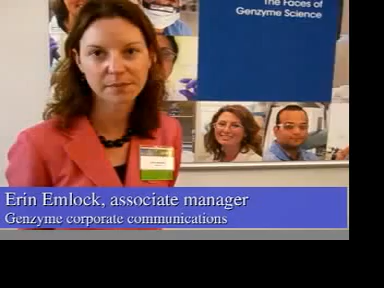 The Faces of
Genzyme Science
Erin Emlock, associate manager
Genzyme corporate communications